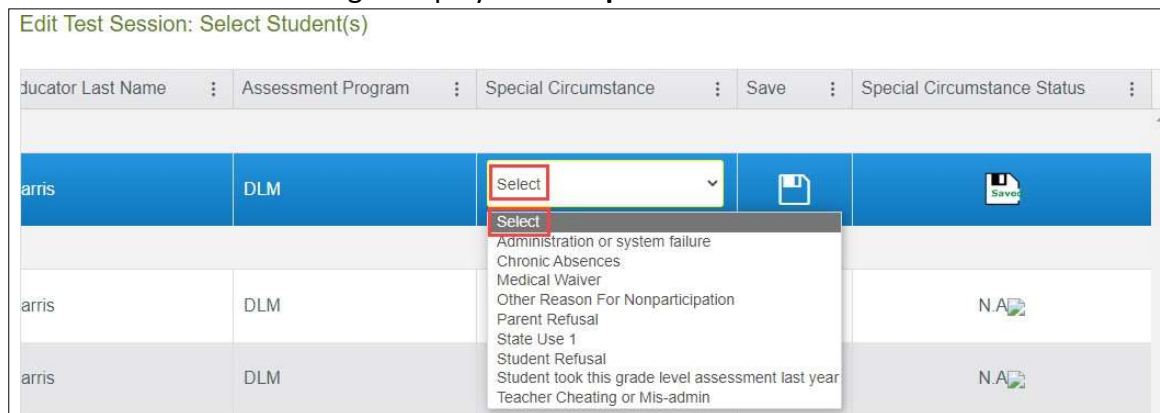 Edit Test Session: Select Student(s)
ducator Last Name Assessment Program Special Circumstance Save Special Circumstance Status
arris DLM Select Saved
Select
Administration or system failure
Chronic Absences
Medical Waiver
Other Reason For Nonparticipation
arris DLM N.A
Parent Refusal
State Use 1
Student Refusal
Student took this grade level assessment last year
arris DLM N.A
Teacher Cheating or Mis-admin